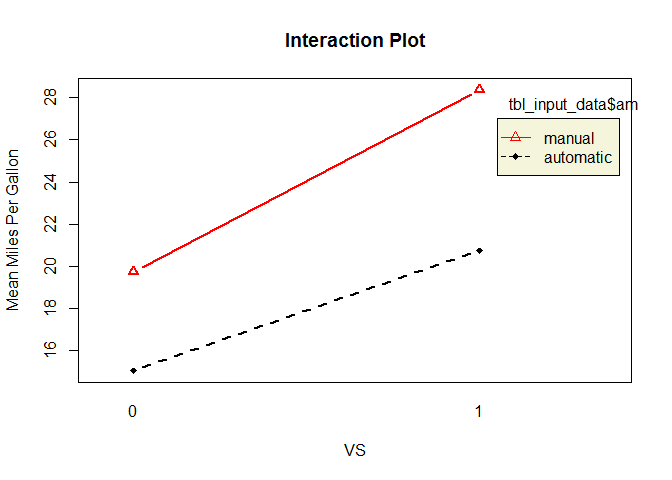 Interaction Plot
tbl_input_data$am
manual
automatic
Mean Miles Per Gallon
28
26
24
22
20
18
16
0 1
VS